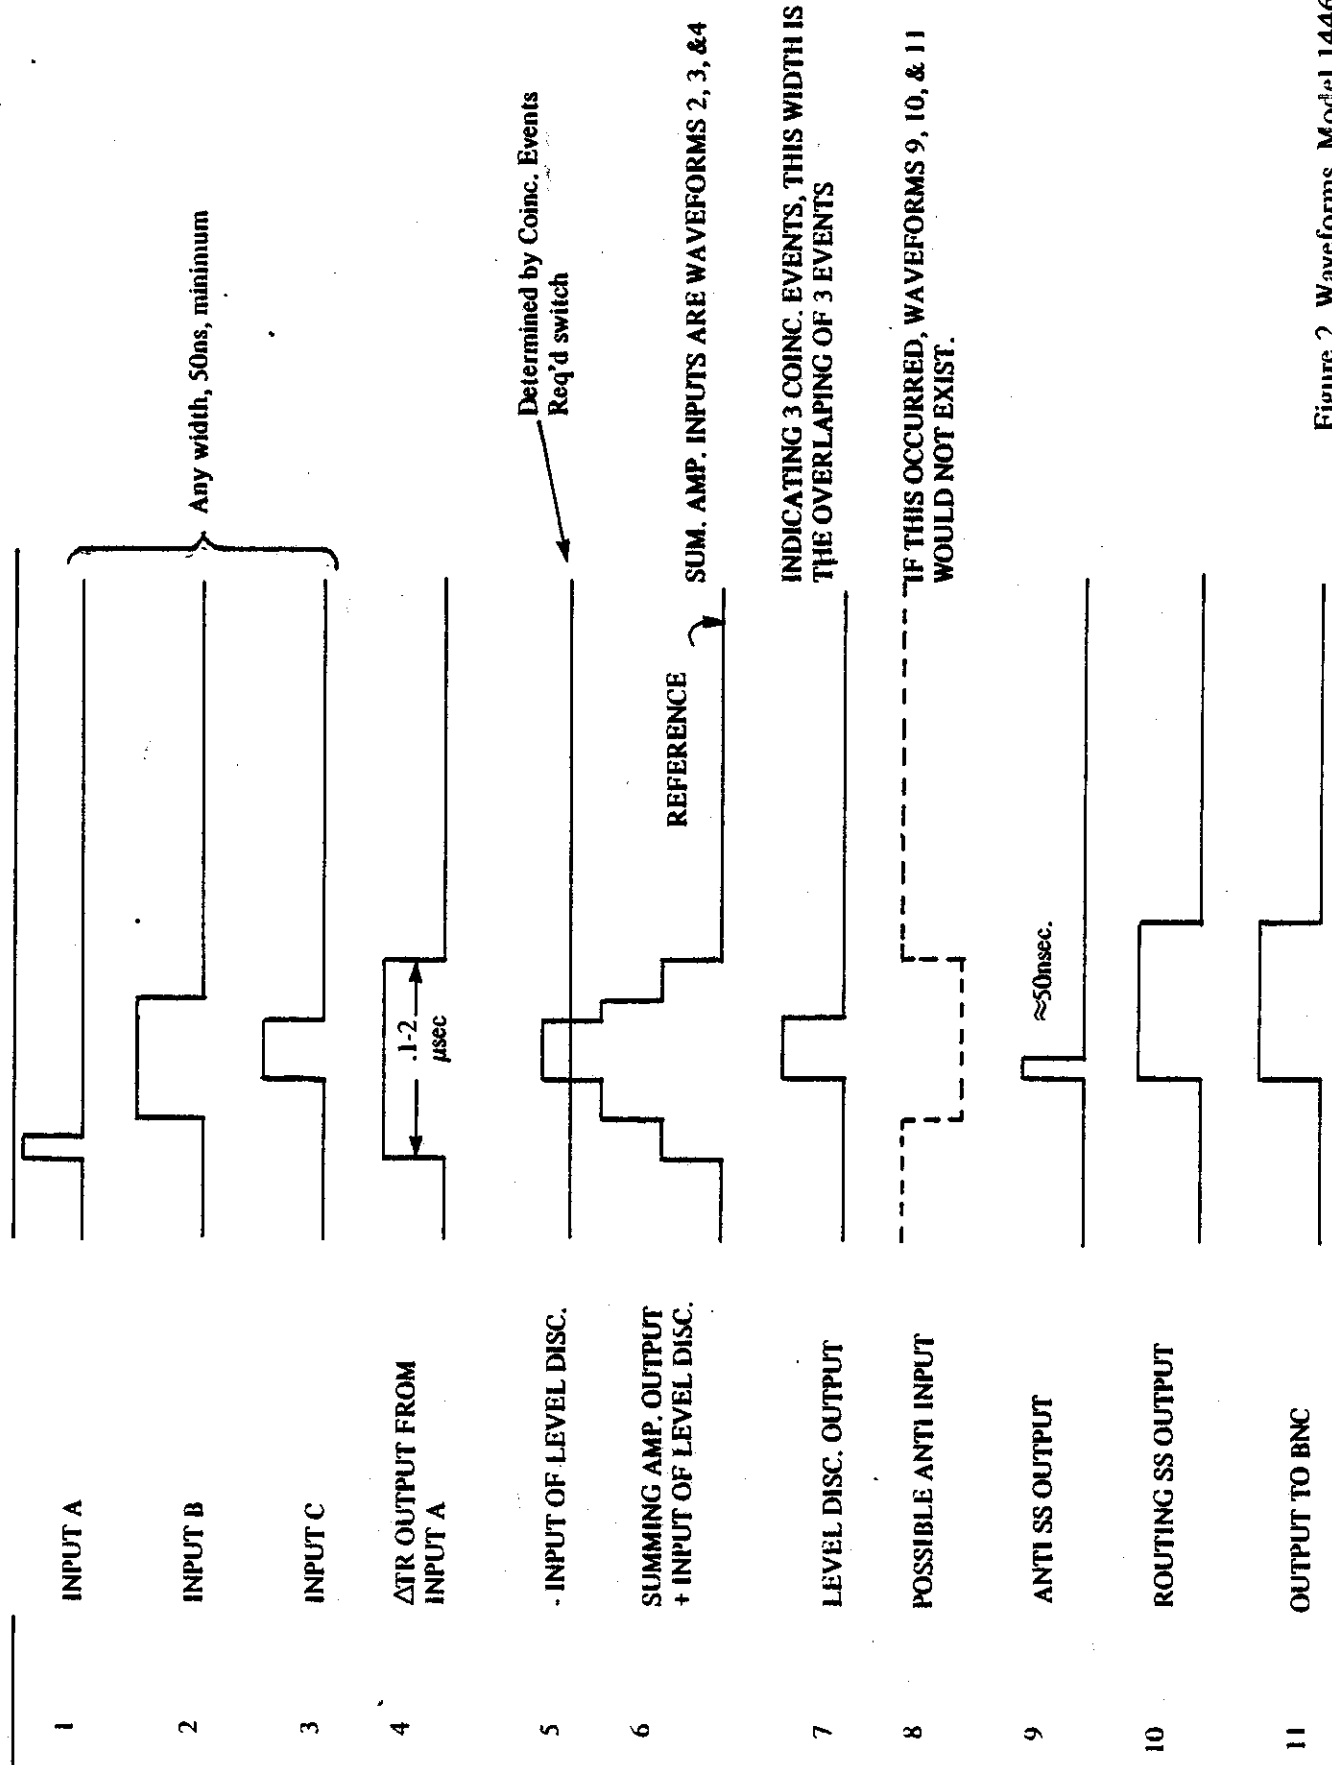 1
INPUT A
2
INPUT B
Any width, 50ns, minimum
3
INPUT C
4
ΔTR OUTPUT FROM
INPUT A
.1-2
μsec
5
- INPUT OF LEVEL DISC.
Determined by Coinc. Events
Req'd switch
6
SUMMING AMP. OUTPUT
+ INPUT OF LEVEL DISC.
REFERENCE
SUM. AMP. INPUTS ARE WAVEFORMS 2, 3, &4
7
LEVEL DISC. OUTPUT
INDICATING 3 COINC. EVENTS, THIS WIDTH IS
THE OVERLAPING OF 3 EVENTS
8
POSSIBLE ANTI INPUT
IF THIS OCCURRED, WAVEFORMS 9, 10, & 11
WOULD NOT EXIST.
9
ANTI SS OUTPUT
≈50nsec.
10
ROUTING SS OUTPUT
11
OUTPUT TO BNC
Figure 2. Waveforms, Model 1446